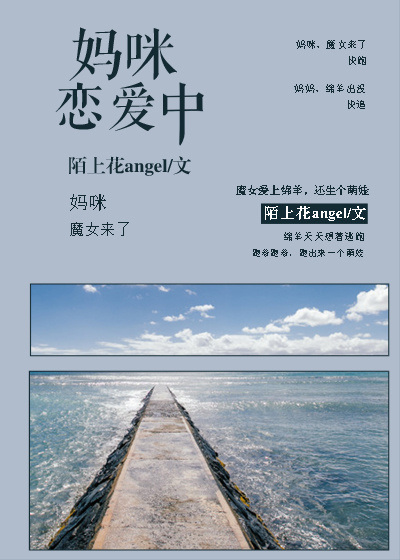 妈咪
恋爱中
陌上花angel/文
妈咪
魔女来了
妈咪、魔女来了
快跑
妈妈、绵羊出没
快追
魔女爱上绵羊，还生个萌娃
陌上花angel/文
绵羊天天想着逃跑
跑着跑着，跑出来一个萌娃